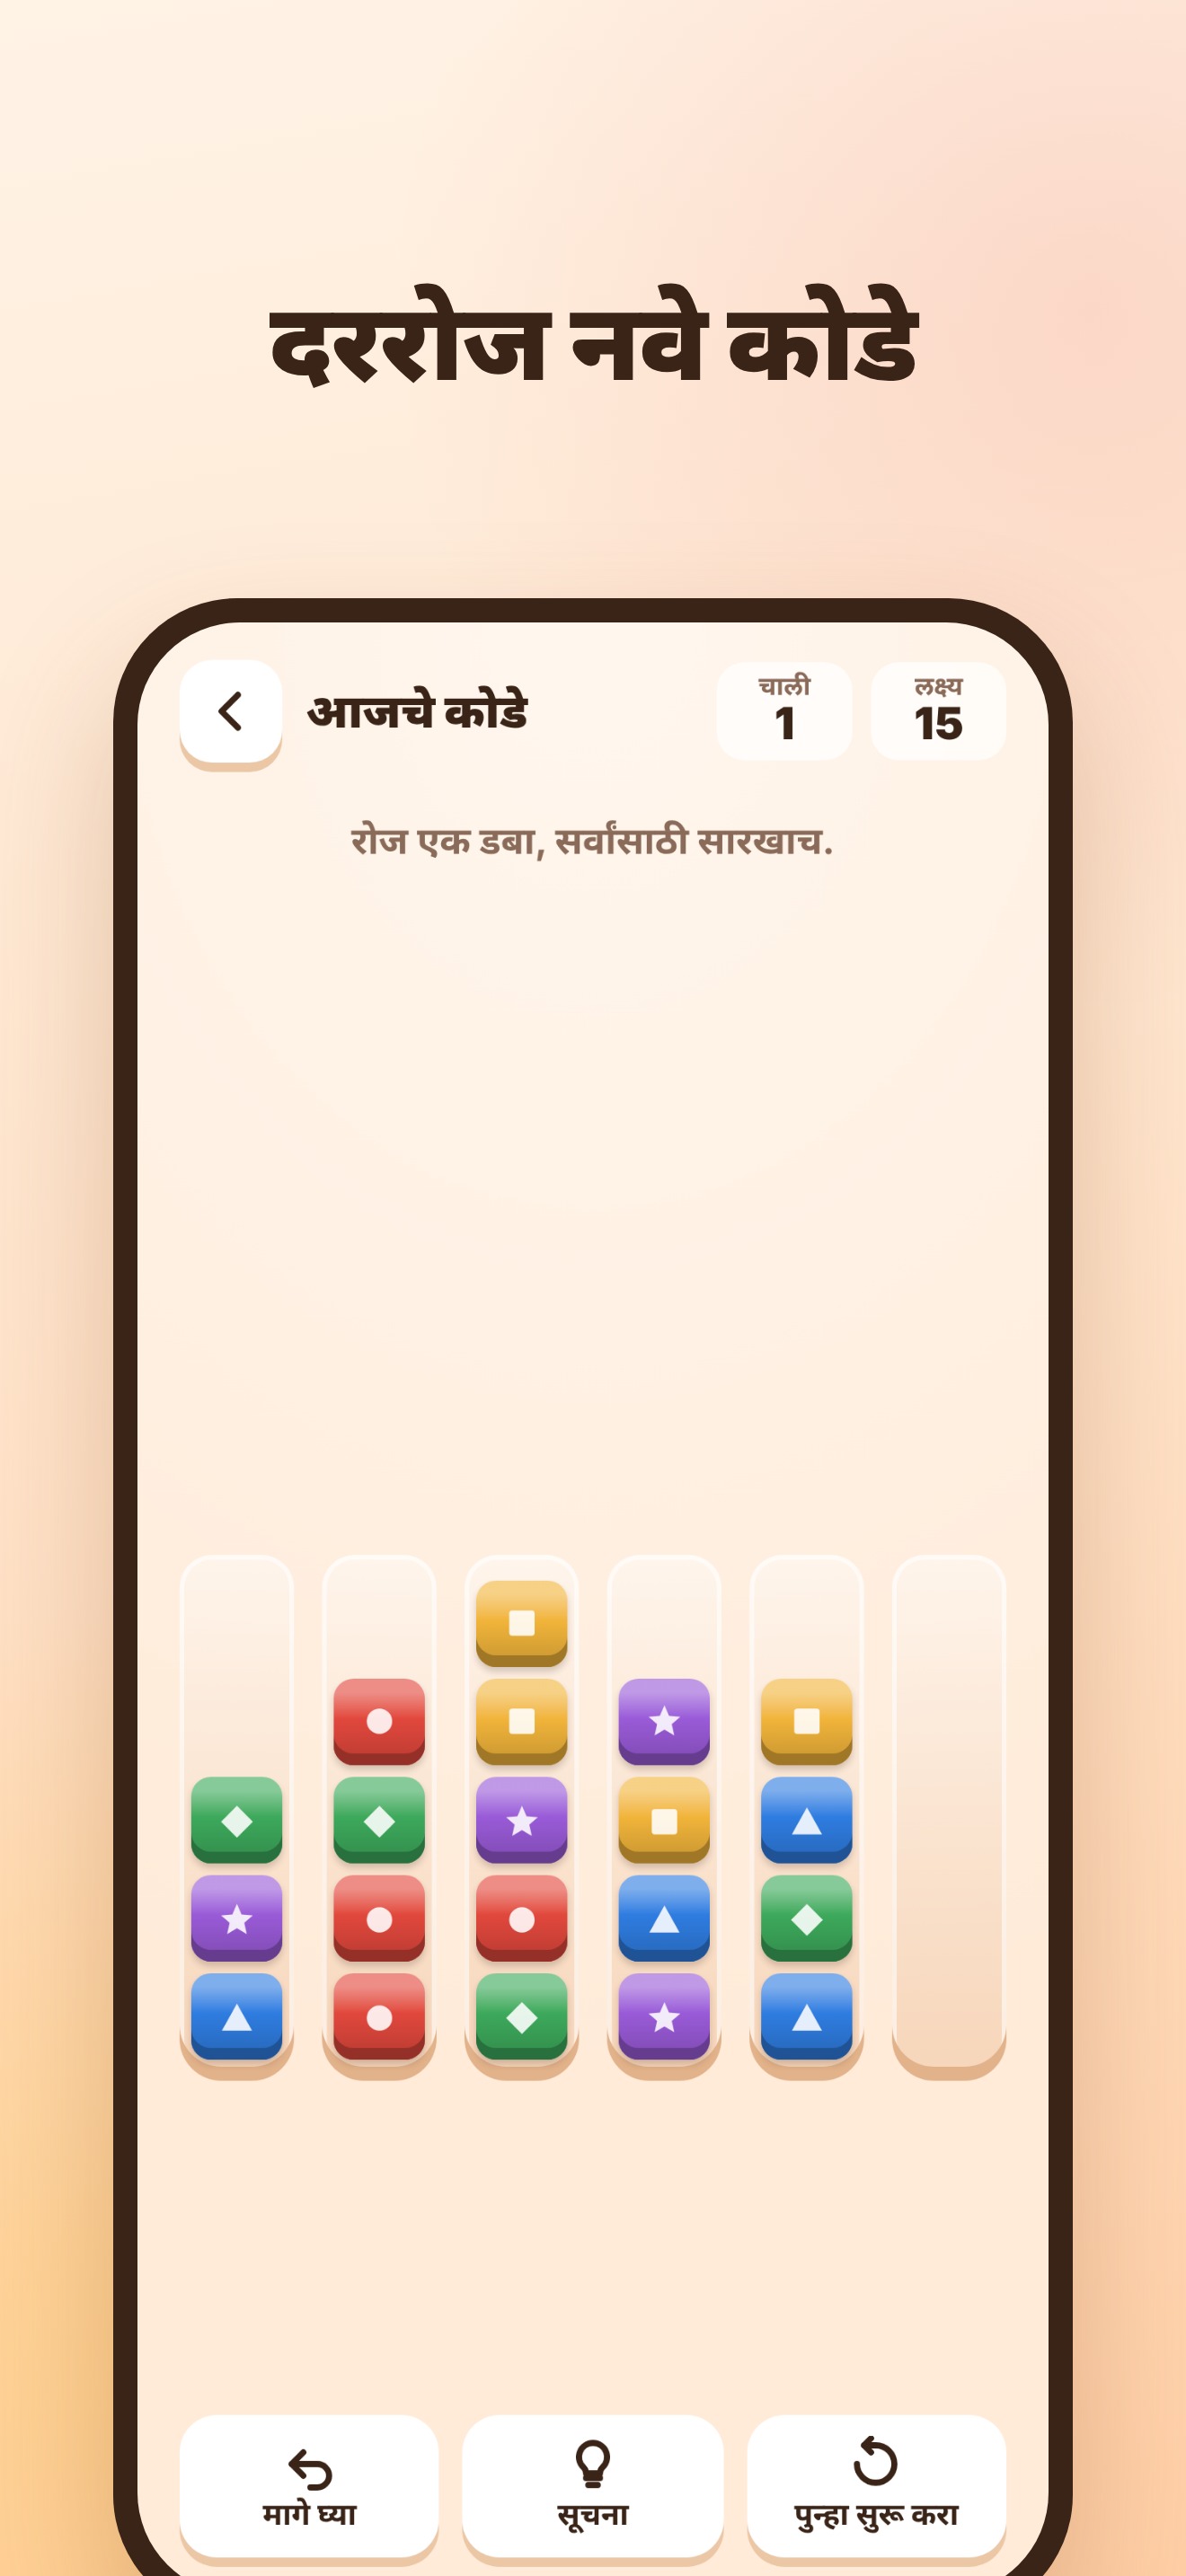 दररोज नवे कोडे
आजचे कोडे
चाली
1
लक्ष्य
15
रोज एक डबा, सर्वांसाठी सारखाच.
मागे घ्या
सूचना
पुन्हा सुरू करा